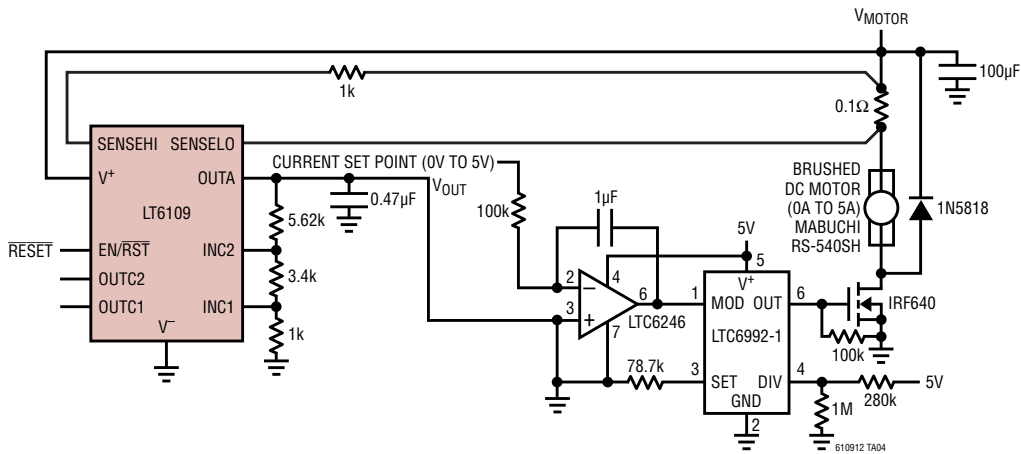 VMOTOR
100µF
1k
0.1Ω
SENSEHI SENSELO
CURRENT SET POINT (0V TO 5V)
V+ OUTA
VOUT
0.47µF
BRUSHED
DC MOTOR
(0A TO 5A)
MABUCHI
RS-540SH
1N5818
LT6109
5.62k
100k
1µF
5V
RESET
EN/RST INC2
3.4k
OUTC2
OUTC1 INC1
V–
1k
2 – 4
3 + 6
7
LTC6246
5
V+
1 MOD OUT 6
LTC6992-1
IRF640
100k
78.7k
3 SET DIV 4
GND
2
280k
5V
1M
610912 TA04